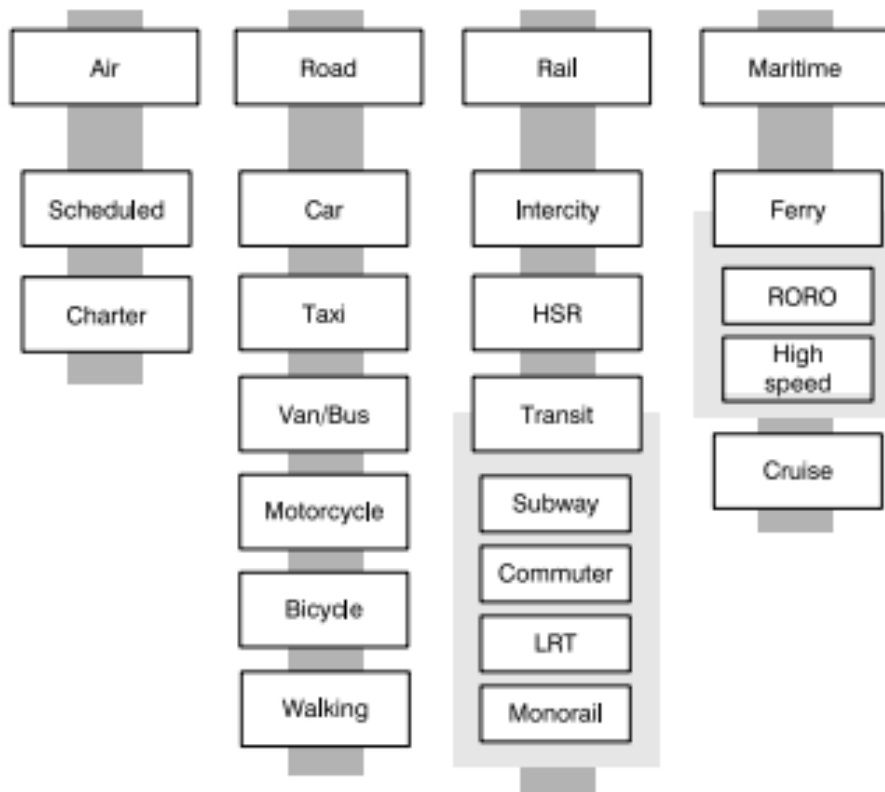 Air
Road
Rail
Maritime
Scheduled
Car
Intercity
Ferry
Charter
Taxi
HSR
RORO
High
speed
Van/Bus
Transit
Cruise
Motorcycle
Subway
Commuter
Bicycle
LRT
Walking
Monorail